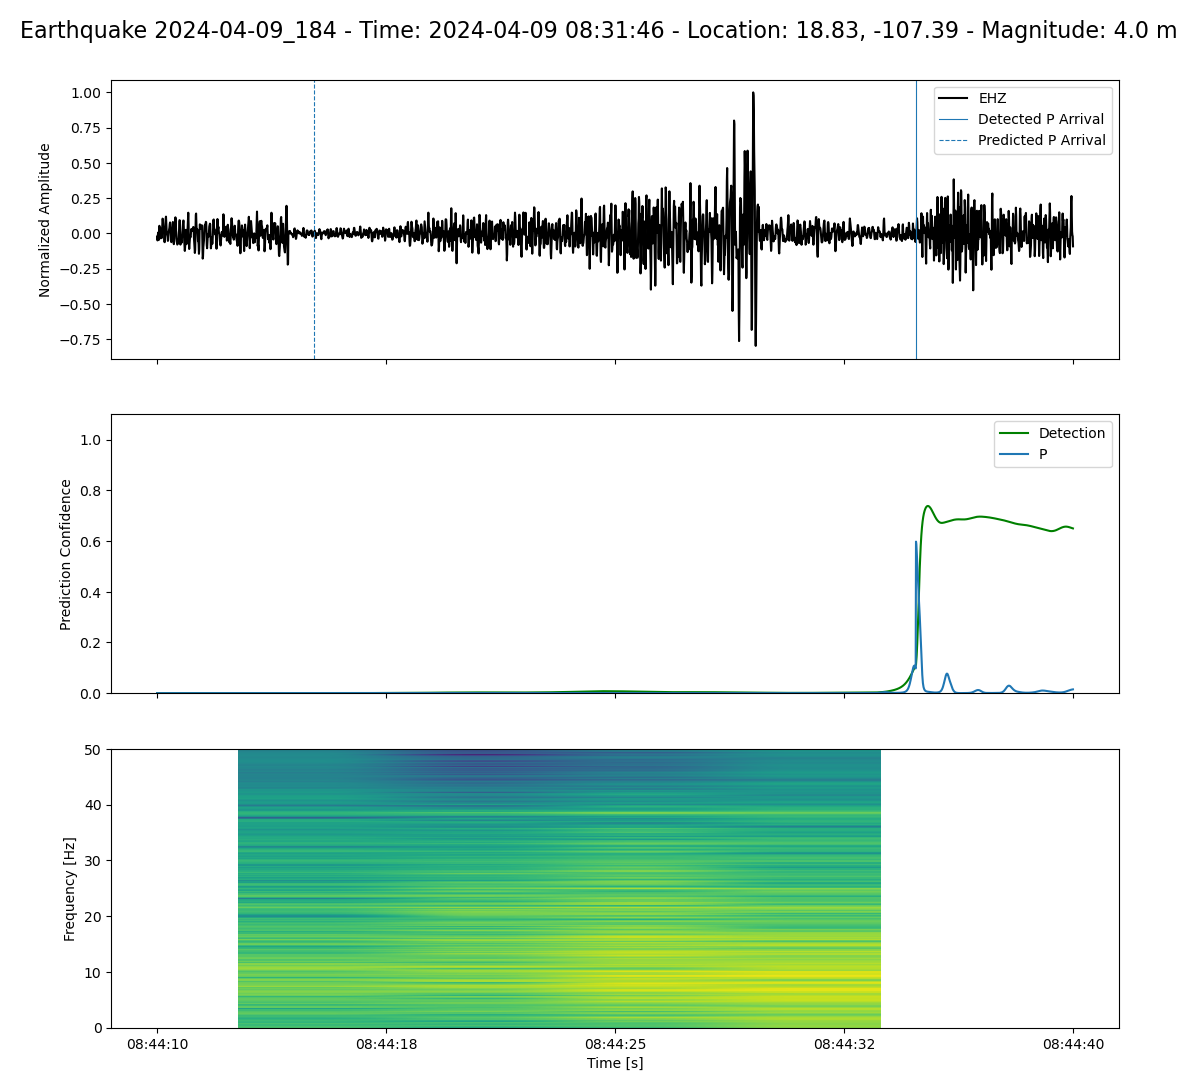 Earthquake 2024-04-09_184 - Time: 2024-04-09 08:31:46 - Location: 18.83, -107.39 - Magnitude: 4.0 m
Normalized Amplitude
1.00
0.75
0.50
0.25
0.00
−0.25
−0.50
−0.75
EHZ
Detected P Arrival
Predicted P Arrival
Prediction Confidence
1.0
0.8
0.6
0.4
0.2
0.0
Detection
P
Frequency [Hz]
50
40
30
20
10
0
08:44:10 08:44:18 08:44:25 08:44:32 08:44:40
Time [s]